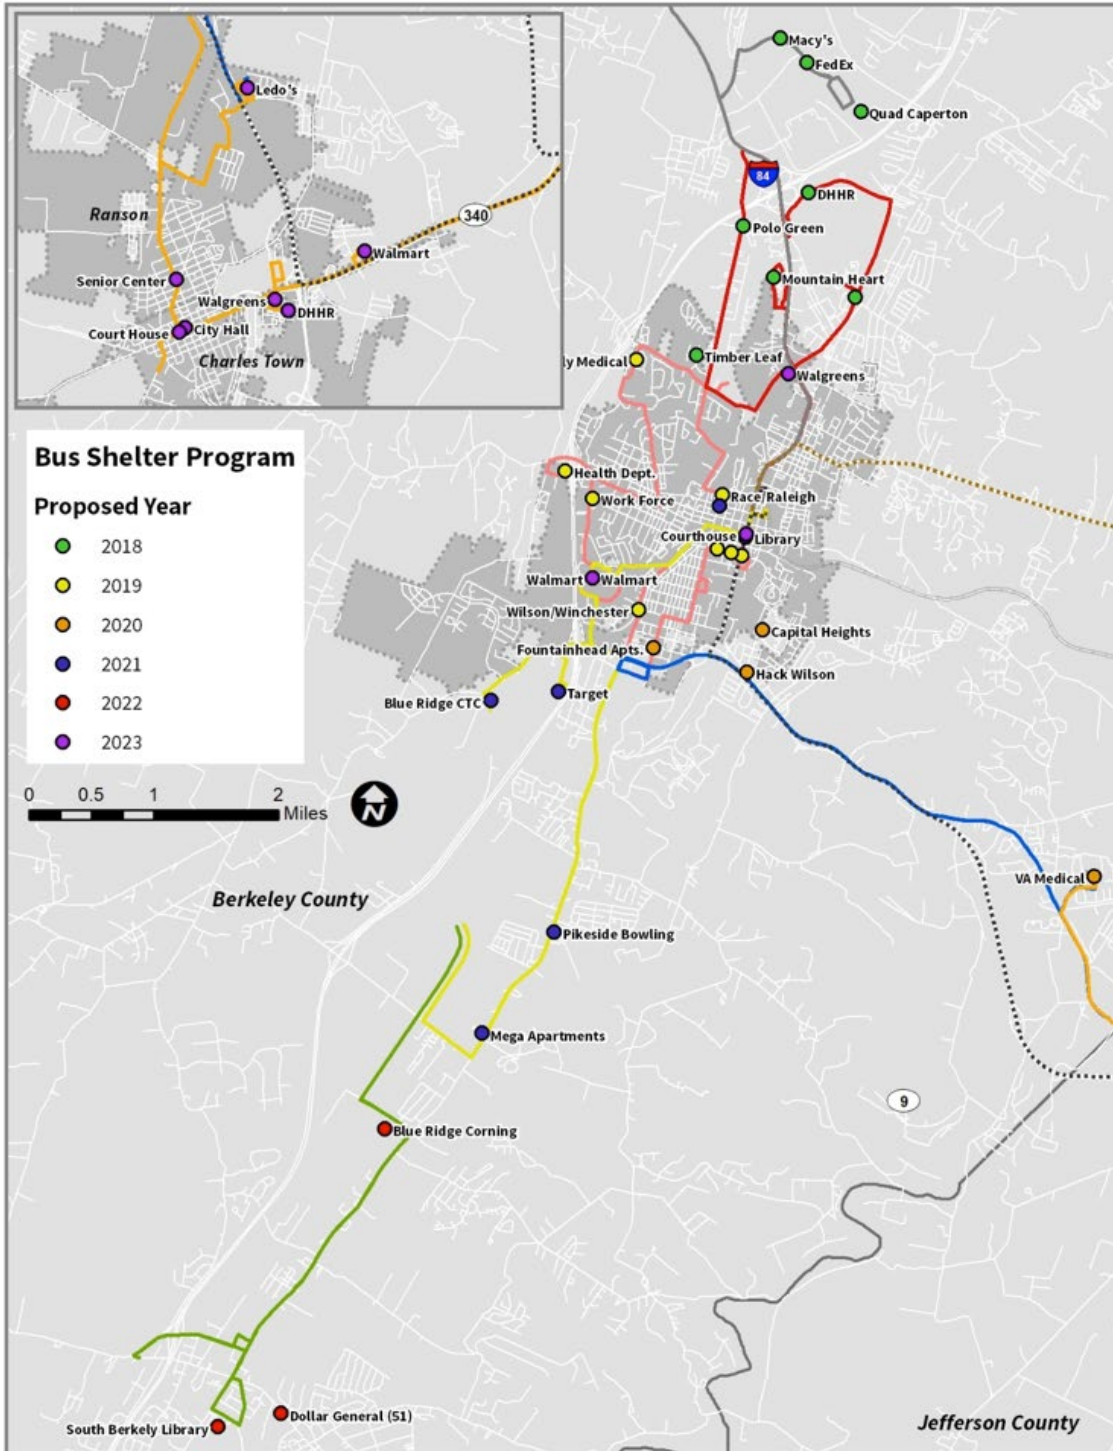 Ledo's
Ranson
340
Walmart
Senior Center
Walgreens
DHHR
Court House
City Hall
Charles Town
Macy's
FedEx
Quad Caperton
84
DHHR
Polo Green
Mountain Heart
ly Medical
Timber Leaf
Walgreens
Bus Shelter Program
Proposed Year
2018
2019
2020
2021
2022
2023
Health Dept.
Work Force
Race/Raleigh
Courthouse
Library
Walmart
Walmart
Wilson/Winchester
Capital Heights
Fountainhead Apts.
Hack Wilson
Blue Ridge CTC
Target
0 0.5 1 2
Miles
N
VA Medical
Berkeley County
Pikeside Bowling
Mega Apartments
9
Blue Ridge Corning
Dollar General (51)
South Berkely Library
Jefferson County